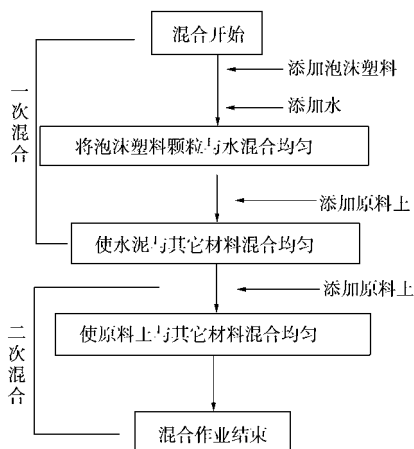 混合开始
添加泡沫塑料
添加水
将泡沫塑料颗粒与水混合均匀
添加原料上
使水泥与其它材料混合均匀
添加原料上
使原料上与其它材料混合均匀
混合作业结束
一次混合
二次混合